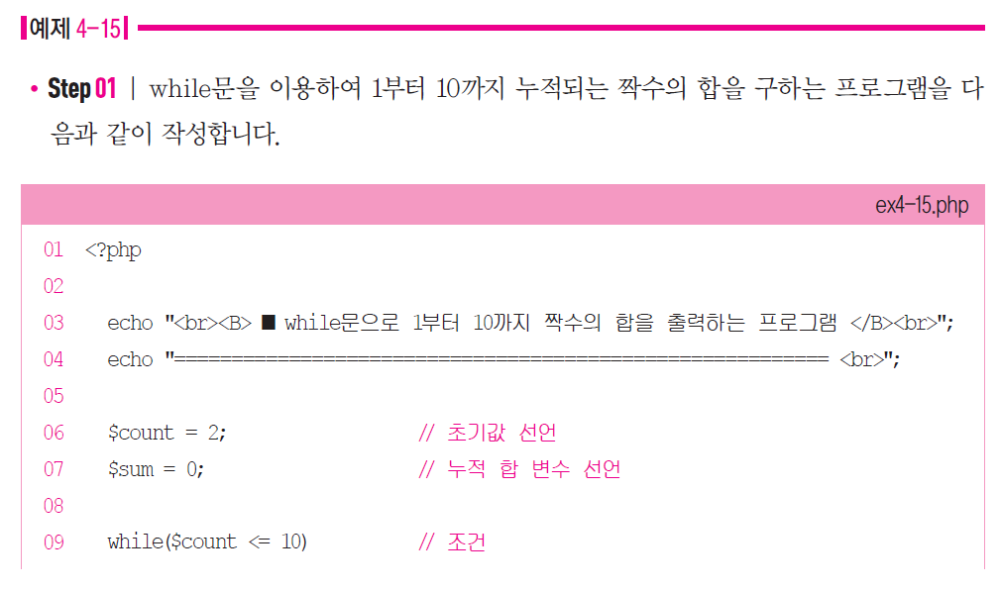 예제 4-15
• Step 01 | while문을 이용하여 1부터 10까지 누적되는 짝수의 합을 구하는 프로그램을 다
음과 같이 작성합니다.
ex4-15.php
01 <?php
02
03 echo "<br><B> ■ while문으로 1부터 10까지 짝수의 합을 출력하는 프로그램 </B><br>";
04 echo "========================================================= <br>";
05
06 $count = 2; // 초기값 선언
07 $sum = 0; // 누적 합 변수 선언
08
09 while($count <= 10) // 조건